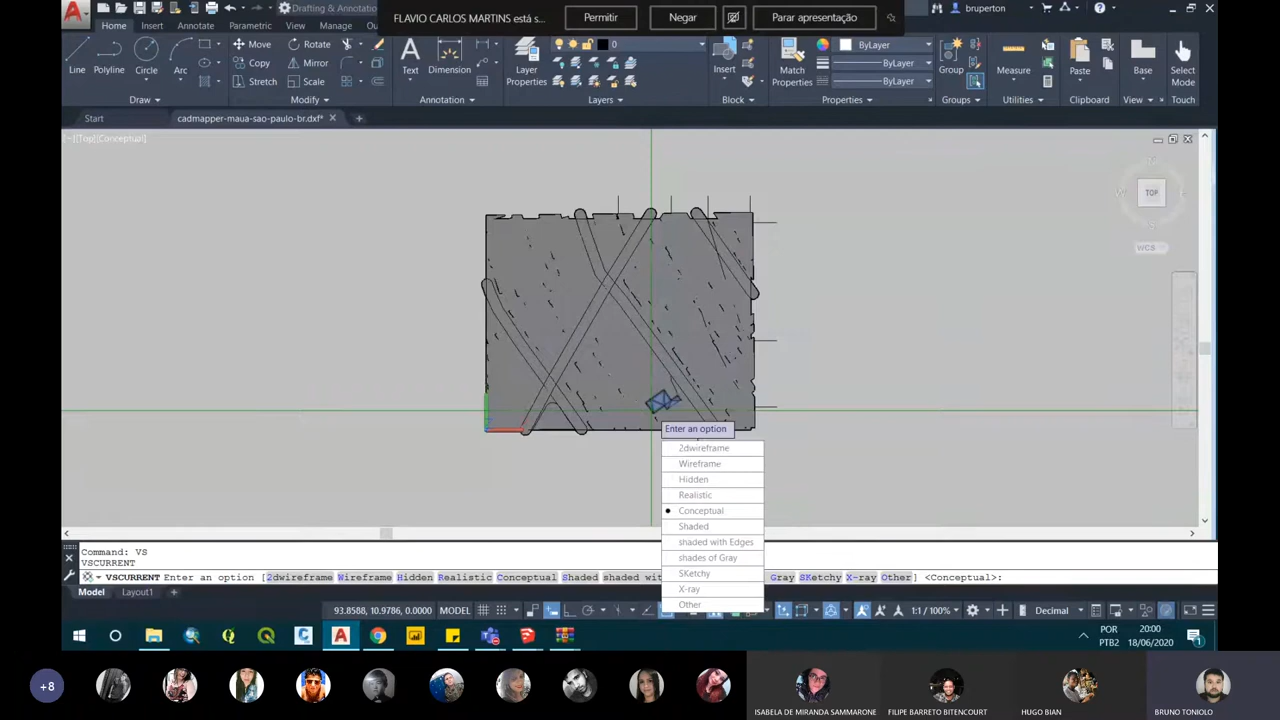 Drafting & Annotation
FLAVIO CARLOS MARTINS está s...
Permitir
Negar
Parar apresentação
bruperton
Home
Insert
Annotate
Parametric
View
Manage
Out
Line
Polyline
Circle
Arc
Move
Copy
Stretch
Rotate
Mirror
Scale
Text
Dimension
Layer
Properties
0
Insert
Match
Properties
ByLayer
ByLayer
ByLayer
Group
Measure
Paste
Base
Select
Mode
Draw
Modify
Annotation
Layers
Block
Properties
Groups
Utilities
Clipboard
View
Touch
Start
cadmapper-maua-sao-paulo-br.dxf*
[−][Top][Conceptual]
N
W
TOP
E
S
WCS
Enter an option
2dwireframe
Wireframe
Hidden
Realistic
Conceptual
Shaded
shaded with Edges
shades of Gray
SKetchy
X-ray
Other
Command: VS
VSCURRENT
VSCURRENT Enter an option [2dwireframe Wireframe Hidden Realistic Conceptual Shaded shaded wit Gray SKetchy X-ray Other] <Conceptual>:
Model
Layout1
93.8588, 10.9786, 0.0000
MODEL
1:1 / 100%
Decimal
POR
PTB2
20:00
18/06/2020
1
+8
ISABELA DE MIRANDA SAMMARONE
FILIPE BARRETO BITENCOURT
HUGO BIAN
BRUNO TONIOLO